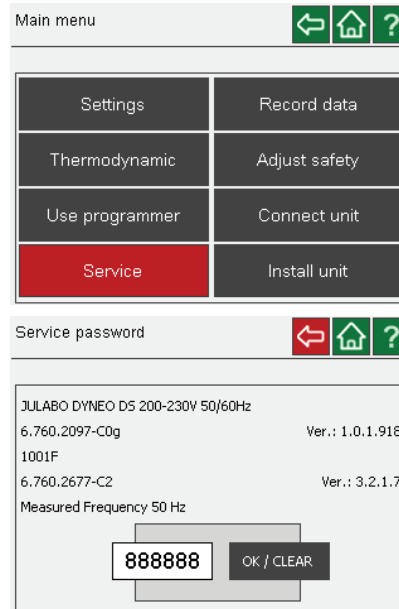 Main menu ?
Settings Record data
Thermodynamic Adjust safety
Use programmer Connect unit
Service Install unit
Service password ?
JULABO DYNEO DS 200-230V 50/60Hz
6.760.2097-C0g Ver.: 1.0.1.918
1001F
6.760.2677-C2 Ver.: 3.2.1.7
Measured Frequency 50 Hz
888888 OK / CLEAR